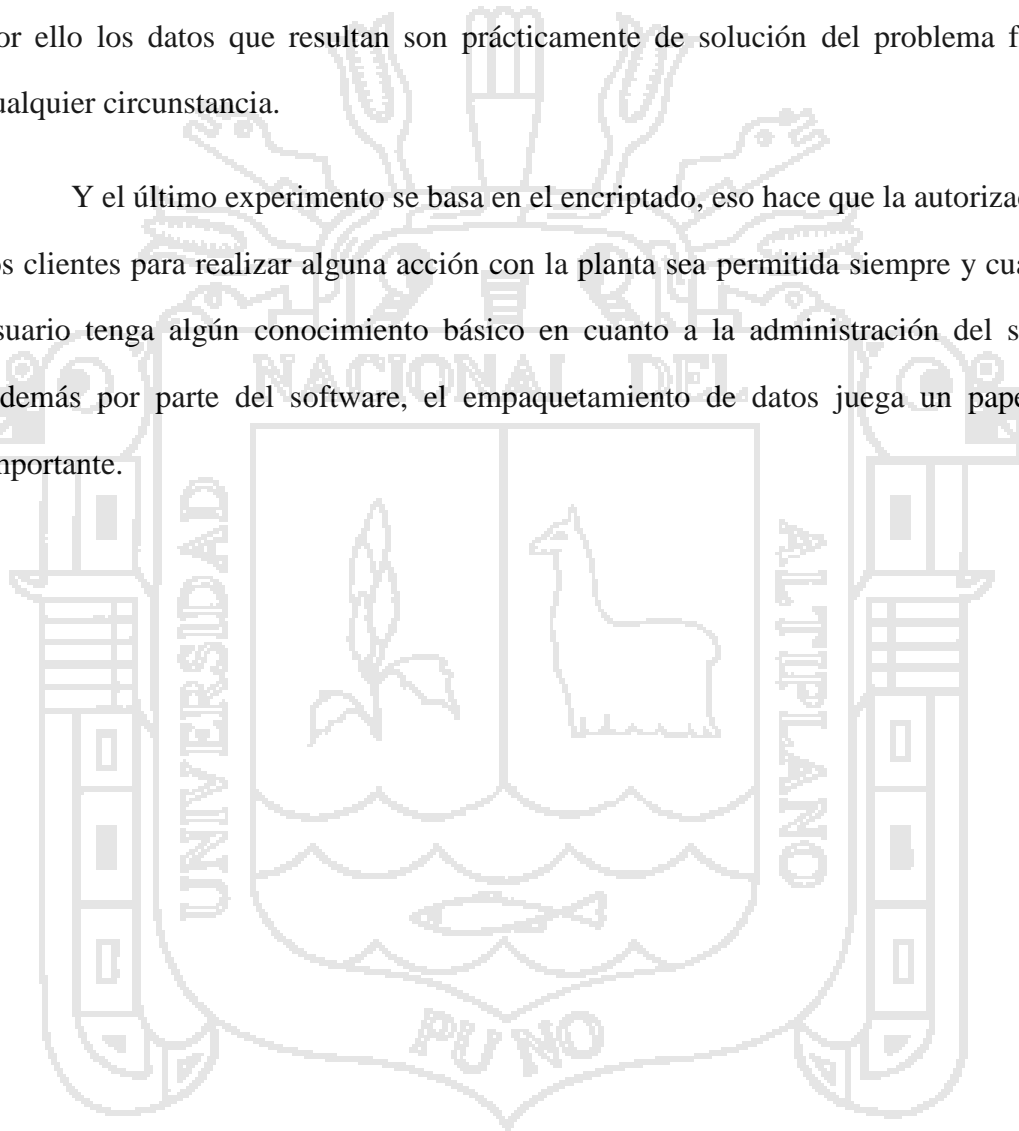 or ello los datos que resultan son prácticamente de solución del problema f
ualquier circunstancia.
Y el último experimento se basa en el encriptado, eso hace que la autoriza
os clientes para realizar alguna acción con la planta sea permitida siempre y cua
suario tenga algún conocimiento básico en cuanto a la administración del s
demás por parte del software, el empaquetamiento de datos juega un pape
mportante.
NACIONAL DEL
UNIVERSIDAD
ALTIPLANO
PUNO